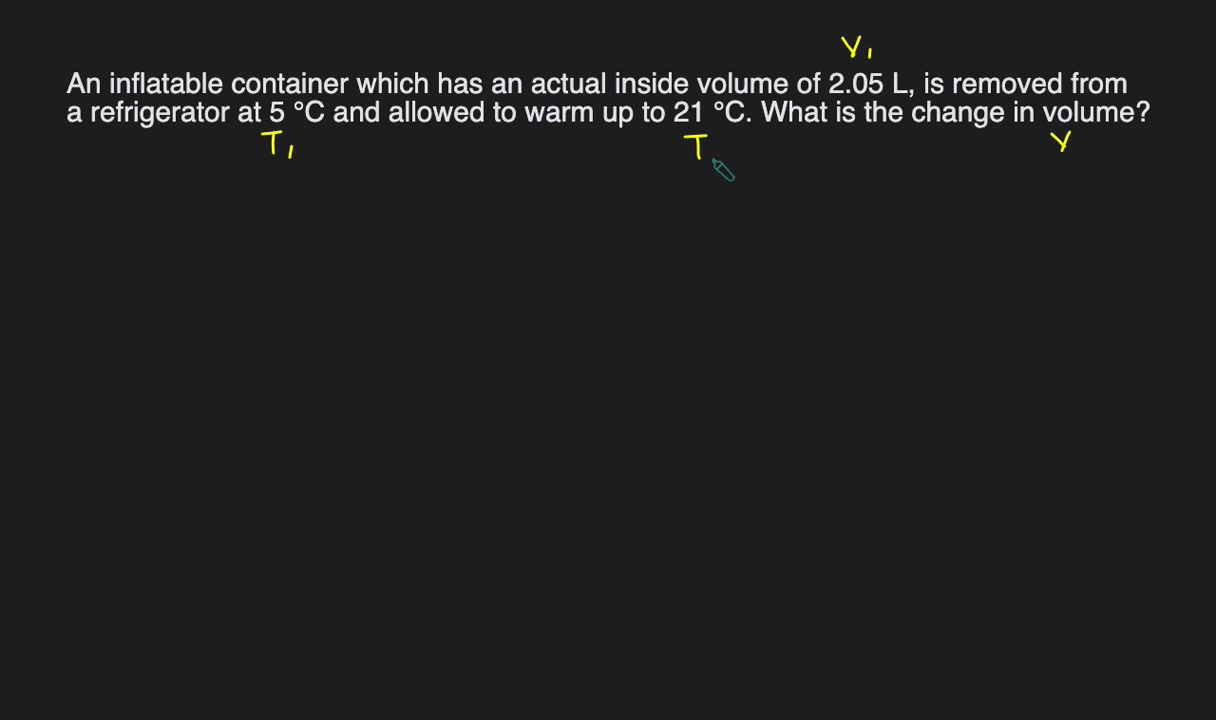 V1
An inflatable container which has an actual inside volume of 2.05 L, is removed from
a refrigerator at 5 °C and allowed to warm up to 21 °C. What is the change in volume?
T1 T V